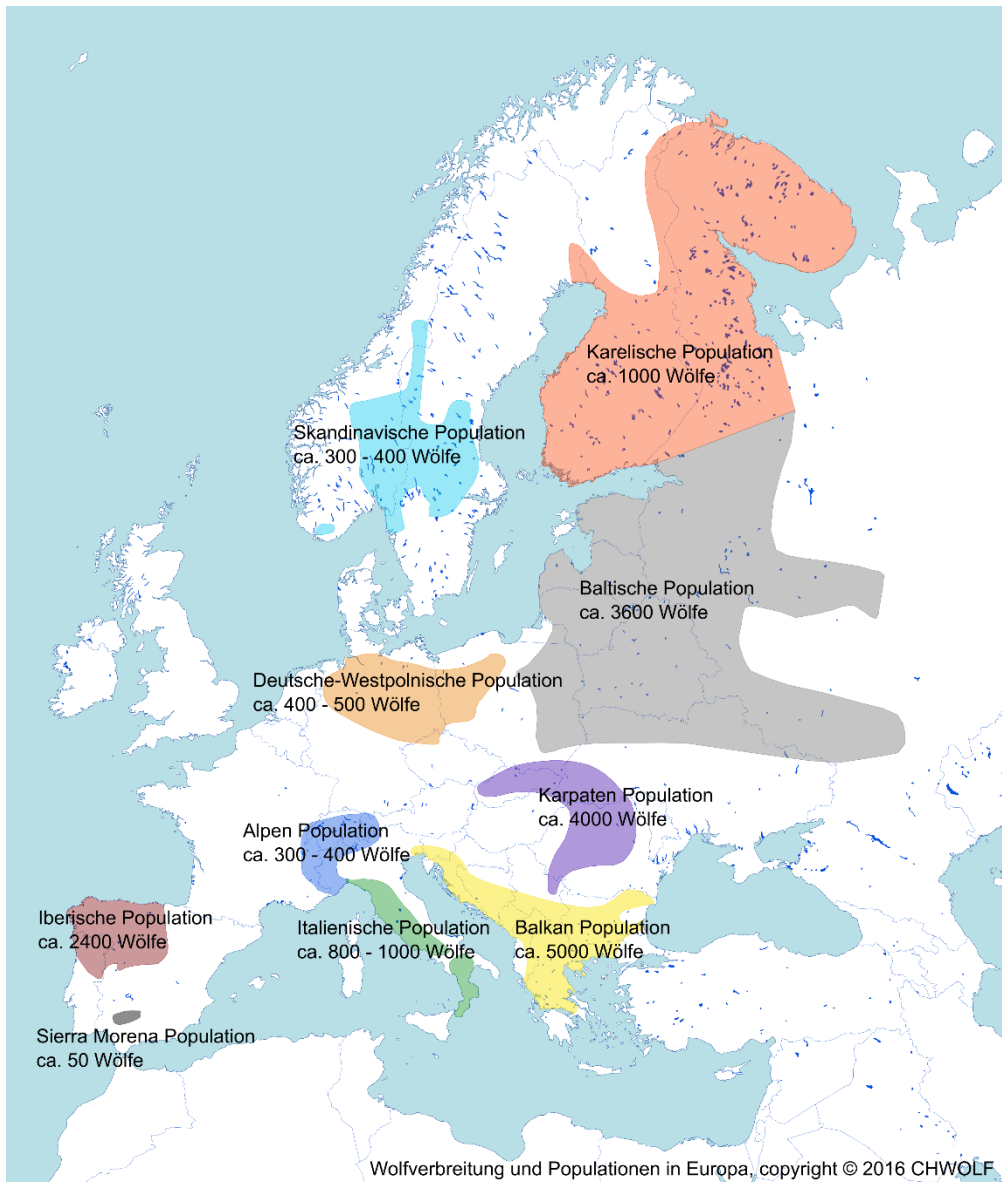 Karelische Population
ca. 1000 Wölfe
Skandinavische Population
ca. 300 - 400 Wölfe
Baltische Population
ca. 3600 Wölfe
Deutsche-Westpolnische Population
ca. 400 - 500 Wölfe
Karpaten Population
ca. 4000 Wölfe
Alpen Population
ca. 300 - 400 Wölfe
Iberische Population
ca. 2400 Wölfe
Italienische Population
ca. 800 - 1000 Wölfe
Balkan Population
ca. 5000 Wölfe
Sierra Morena Population
ca. 50 Wölfe
Wolfverbreitung und Populationen in Europa, copyright © 2016 CHWOLF